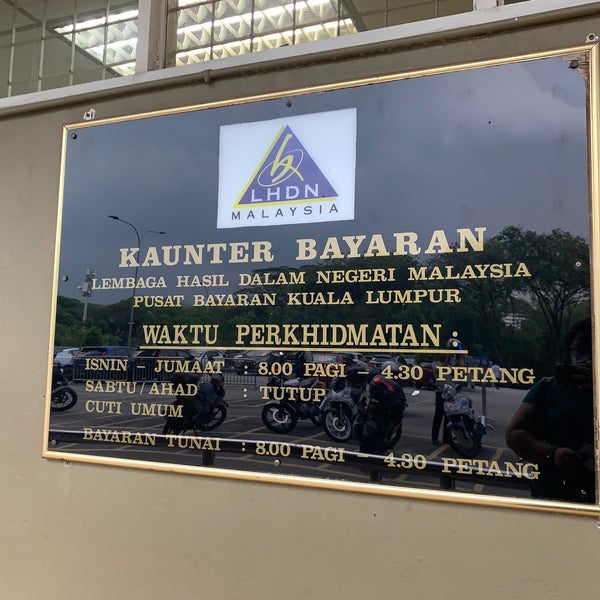 LHDN
MALAYSIA
KAUNTER BAYARAN
LEMBAGA HASIL DALAM NEGERI MALAYSIA
PUSAT BAYARAN KUALA LUMPUR
WAKTU PERKHIDMATAN :
ISNIN - JUMAAT : 8.00 PAGI - 4.30 PETANG
SABTU/AHAD : TUTUP
CUTI UMUM
BAYARAN TUNAI : 8.00 PAGI - 4.30 PETANG